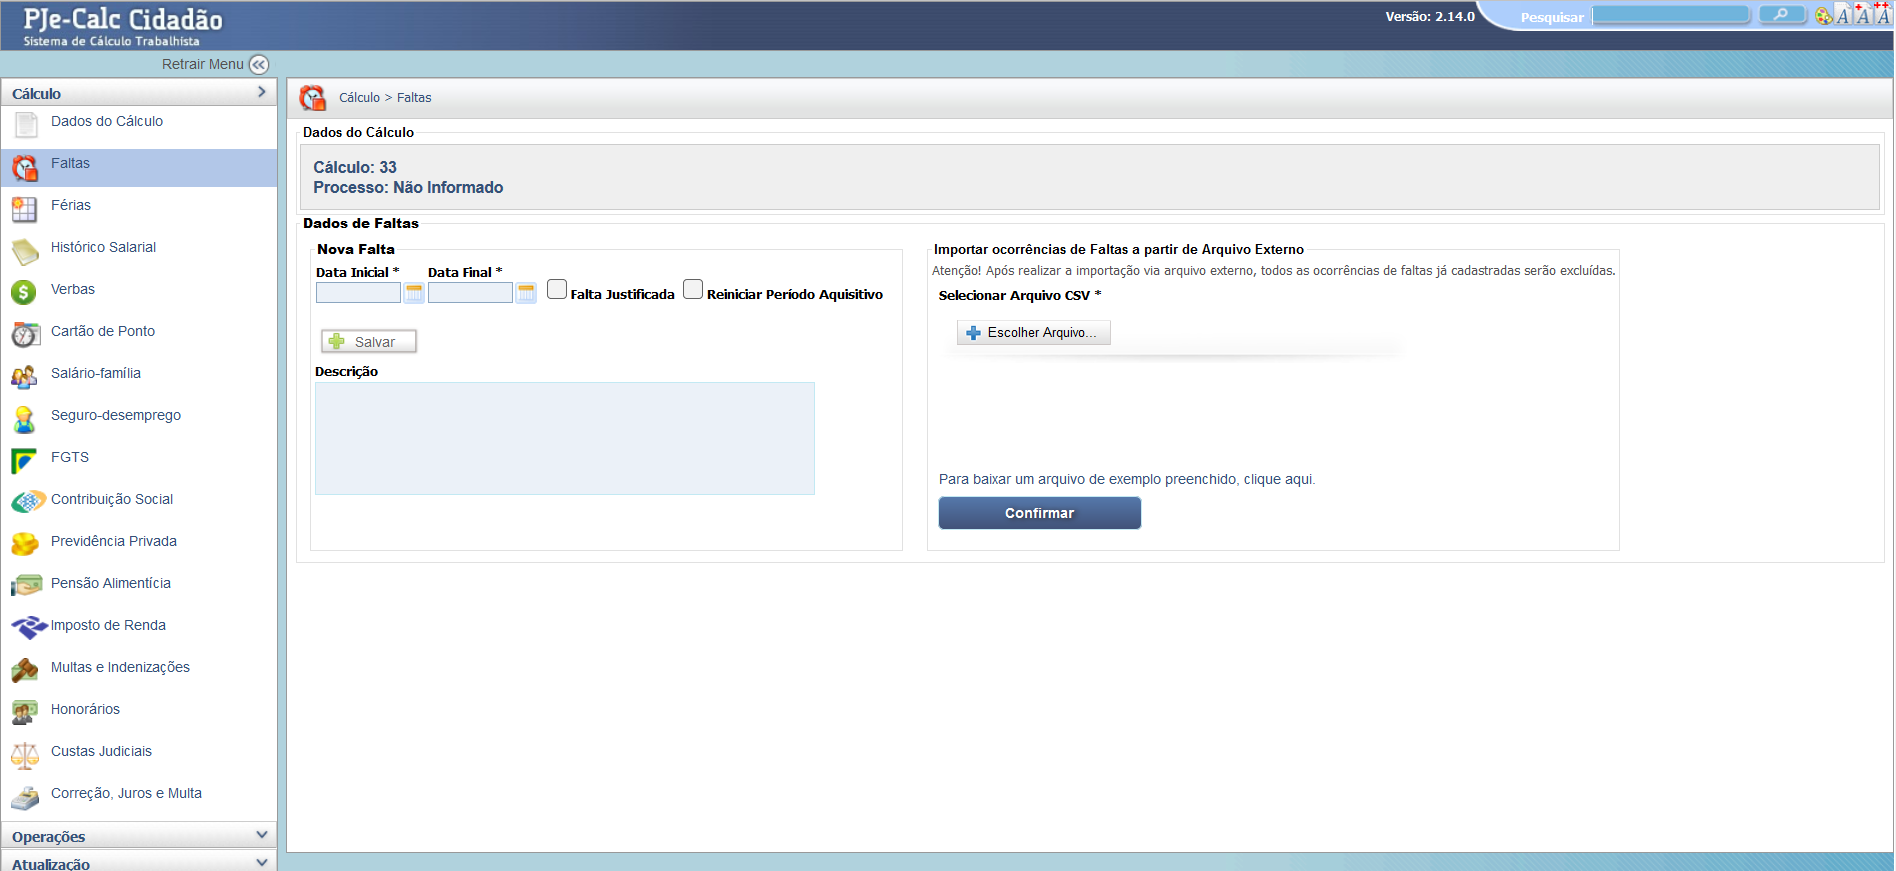 PJe-Calc Cidadão
Sistema de Cálculo Trabalhista
Versão: 2.14.0
Pesquisar
A A A
Retrair Menu
Cálculo
Dados do Cálculo
Faltas
Férias
Histórico Salarial
Verbas
Cartão de Ponto
Salário-família
Seguro-desemprego
FGTS
Contribuição Social
Previdência Privada
Pensão Alimentícia
Imposto de Renda
Multas e Indenizações
Honorários
Custas Judiciais
Correção, Juros e Multa
Operações
Atualização
Cálculo > Faltas
Dados do Cálculo
Cálculo: 33
Processo: Não Informado
Dados de Faltas
Nova Falta
Data Inicial * Data Final *
Falta Justificada Reiniciar Período Aquisitivo
Salvar
Descrição
Importar ocorrências de Faltas a partir de Arquivo Externo
Atenção! Após realizar a importação via arquivo externo, todos as ocorrências de faltas já cadastradas serão excluídas.
Selecionar Arquivo CSV *
Escolher Arquivo...
Para baixar um arquivo de exemplo preenchido, clique aqui.
Confirmar